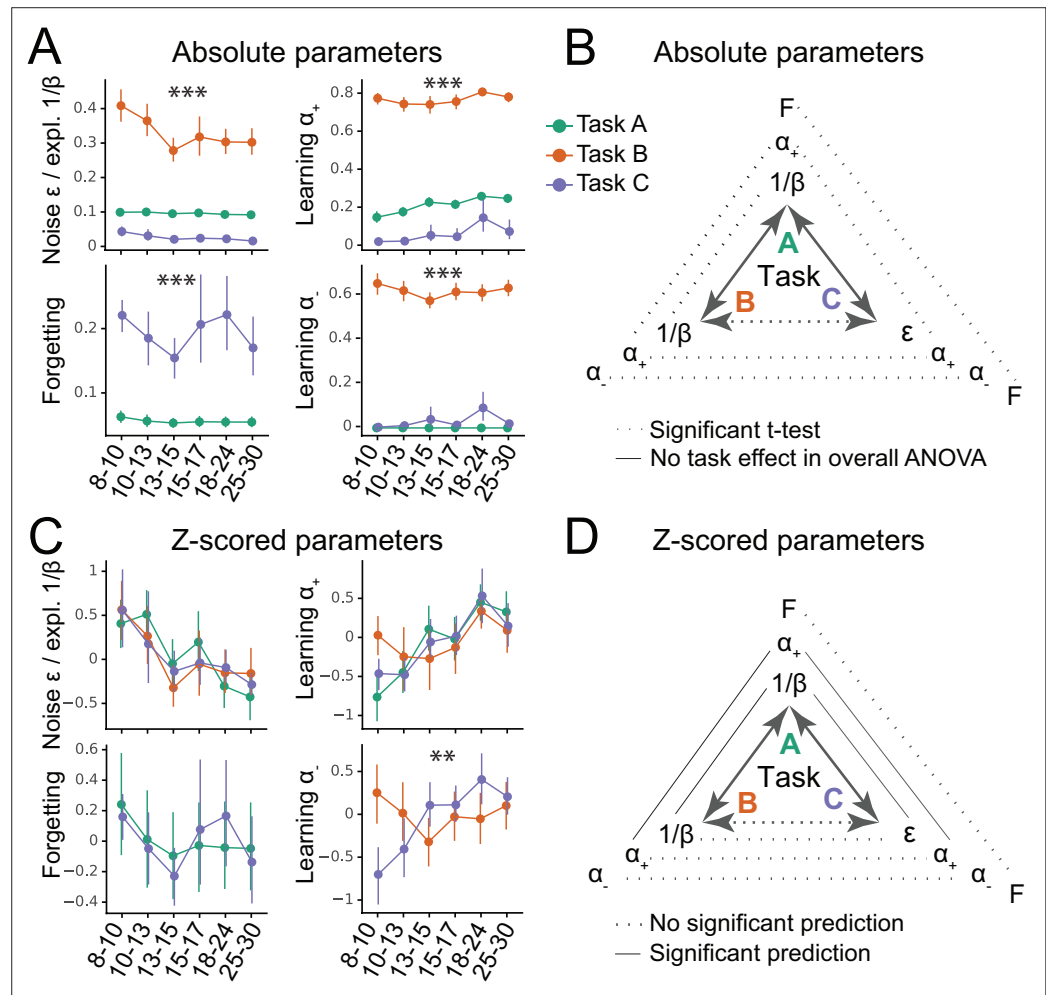 A
Absolute parameters
Noise ε / expl. 1/β
0.4
0.3
0.2
0.1
0
***
Learning α₊
0.8
0.6
0.4
0.2
0
***
Task A
Task B
Task C
Forgetting
0.2
0.1
***
Learning α₋
0.6
0.4
0.2
0
***
8-10
10-13
13-15
15-17
18-24
25-30
8-10
10-13
13-15
15-17
18-24
25-30
B
Absolute parameters
F
α₊
1/β
A
Task
B C
1/β ε
α₊ α₊
α₋ α₋
F
Significant t-test
No task effect in overall ANOVA
C
Z-scored parameters
Noise ε / expl. 1/β
1
0.5
0
−0.5
Learning α₊
0.5
0
−0.5
−1
Forgetting
0.6
0.4
0.2
0
−0.2
−0.4
Learning α₋
0.5
0
−0.5
−1
**
8-10
10-13
13-15
15-17
18-24
25-30
8-10
10-13
13-15
15-17
18-24
25-30
D
Z-scored parameters
F
α₊
1/β
A
Task
B C
1/β ε
α₊ α₊
α₋ α₋
F
No significant prediction
Significant prediction